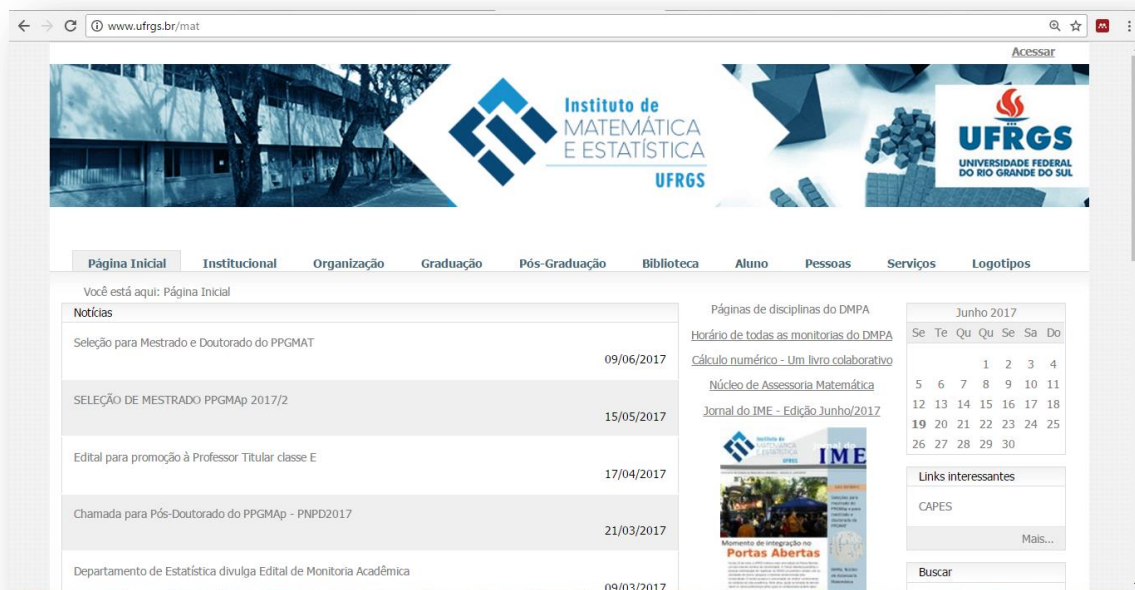 www.ufrgs.br/mat
Acessar
Instituto de
MATEMÁTICA
E ESTATÍSTICA
UFRGS
UFRGS
UNIVERSIDADE FEDERAL
DO RIO GRANDE DO SUL
Página Inicial Institucional Organização Graduação Pós-Graduação Biblioteca Aluno Pessoas Serviços Logotipos
Você está aqui: Página Inicial
Notícias
Seleção para Mestrado e Doutorado do PPGMAT
09/06/2017
SELEÇÃO DE MESTRADO PPGMAp 2017/2
15/05/2017
Edital para promoção à Professor Titular classe E
17/04/2017
Chamada para Pós-Doutorado do PPGMAp - PNPD2017
21/03/2017
Departamento de Estatística divulga Edital de Monitoria Acadêmica
09/03/2017
Páginas de disciplinas do DMPA
Horário de todas as monitorias do DMPA
Cálculo numérico - Um livro colaborativo
Núcleo de Assessoria Matemática
Jornal do IME - Edição Junho/2017
Instituto de
MATEMÁTICA
E ESTATÍSTICA
UFRGS
Jornal do
IME
Momento de integração no
Portas Abertas
Junho 2017
Se Te Qu Qu Se Sa Do
1 2 3 4
5 6 7 8 9 10 11
12 13 14 15 16 17 18
19 20 21 22 23 24 25
26 27 28 29 30
Links interessantes
CAPES
Mais...
Buscar